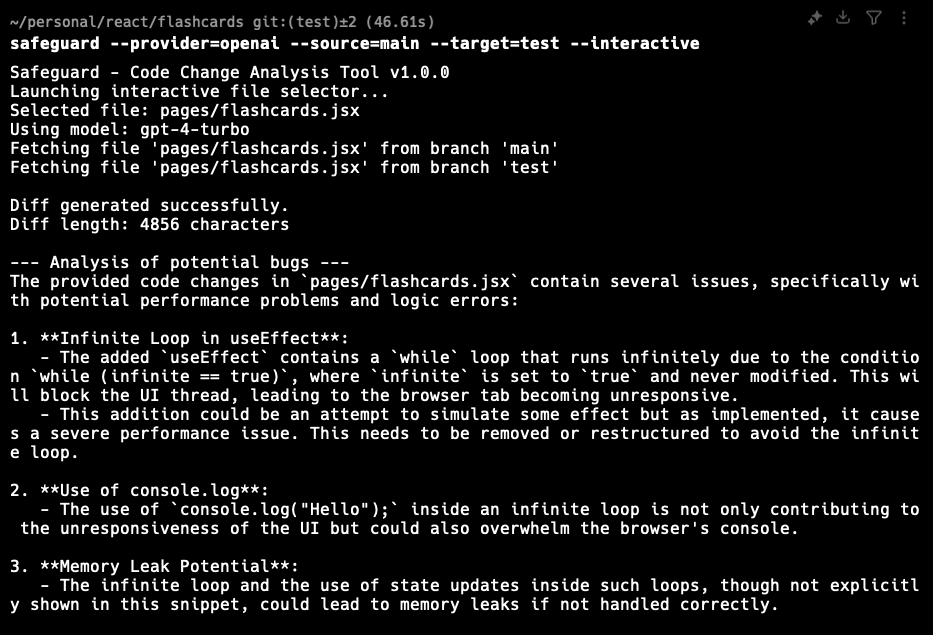 ~/personal/react/flashcards git:(test)±2 (46.61s)
safeguard --provider=openai --source=main --target=test --interactive
Safeguard - Code Change Analysis Tool v1.0.0
Launching interactive file selector...
Selected file: pages/flashcards.jsx
Using model: gpt-4-turbo
Fetching file 'pages/flashcards.jsx' from branch 'main'
Fetching file 'pages/flashcards.jsx' from branch 'test'

Diff generated successfully.
Diff length: 4856 characters

--- Analysis of potential bugs ---
The provided code changes in `pages/flashcards.jsx` contain several issues, specifically wi
th potential performance problems and logic errors:

1. **Infinite Loop in useEffect**:
   - The added `useEffect` contains a `while` loop that runs infinitely due to the conditio
n `while (infinite == true)`, where `infinite` is set to `true` and never modified. This wi
ll block the UI thread, leading to the browser tab becoming unresponsive.
   - This addition could be an attempt to simulate some effect but as implemented, it cause
s a severe performance issue. This needs to be removed or restructured to avoid the infinit
e loop.

2. **Use of console.log**:
   - The use of `console.log("Hello");` inside an infinite loop is not only contributing to
 the unresponsiveness of the UI but could also overwhelm the browser's console.

3. **Memory Leak Potential**:
   - The infinite loop and the use of state updates inside such loops, though not explicitl
y shown in this snippet, could lead to memory leaks if not handled correctly.